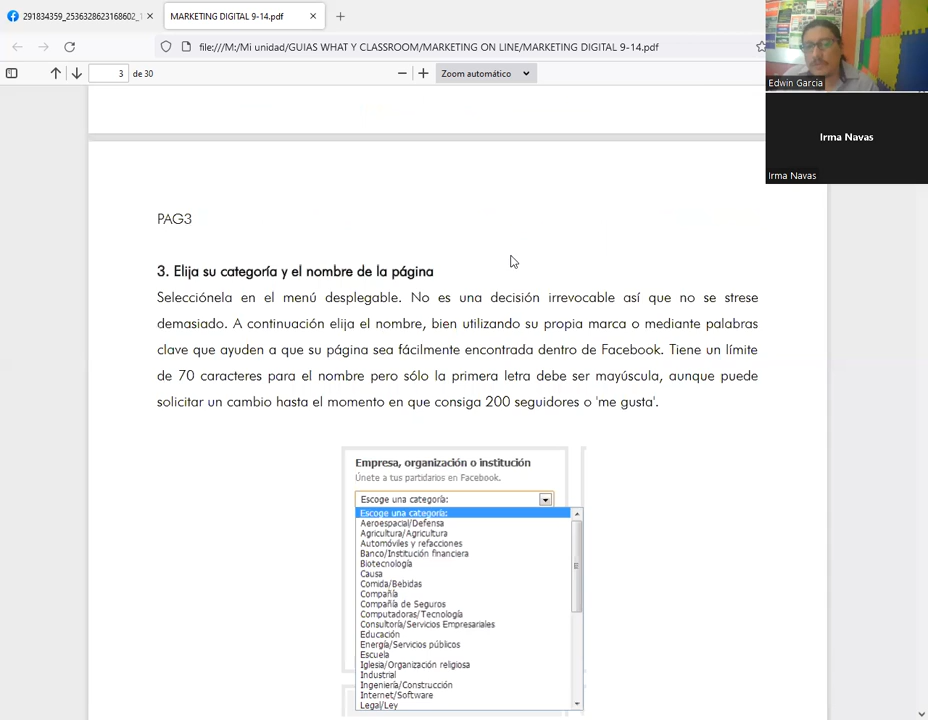 291834359_2536328623168602_1
MARKETING DIGITAL 9-14.pdf
file:///M:/Mi unidad/GUIAS WHAT Y CLASSROOM/MARKETING ON LINE/MARKETING DIGITAL 9-14.pdf
3 de 30
Zoom automático
Edwin Garcia
Irma Navas
Irma Navas
PAG3
3. Elija su categoría y el nombre de la página
Selecciónela en el menú desplegable. No es una decisión irrevocable así que no se strese
demasiado. A continuación elija el nombre, bien utilizando su propia marca o mediante palabras
clave que ayuden a que su página sea fácilmente encontrada dentro de Facebook. Tiene un límite
de 70 caracteres para el nombre pero sólo la primera letra debe ser mayúscula, aunque puede
solicitar un cambio hasta el momento en que consiga 200 seguidores o 'me gusta'.
Empresa, organización o institución
Únete a tus partidarios en Facebook.
Escoge una categoría:
Escoge una categoría:
Aeroespacial/Defensa
Agricultura/Agricultura
Automóviles y refacciones
Banco/Institución financiera
Biotecnología
Causa
Comida/Bebidas
Compañía
Compañía de Seguros
Computadoras/Tecnología
Consultoría/Servicios Empresariales
Educación
Energía/Servicios públicos
Escuela
Iglesia/Organización religiosa
Industrial
Ingeniería/Construcción
Internet/Software
Legal/Ley